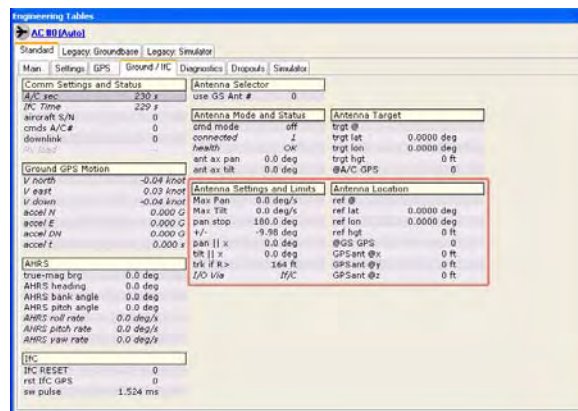 Engineering Tables
AC #0 [Auto]
Standard Legacy: Groundbase Legacy: Simulator
Main Settings GPS Ground / IfC Diagnostics Dropouts Simulator
Comm Settings and Status
A/C sec 230 s
IfC Time 229 s
aircraft S/N 0
cmds A/C# 0
downlink 0
Ground GPS Motion
V north -0.04 knot
V east 0.03 knot
V down -0.04 knot
accel N 0.000 G
accel E 0.000 G
accel DN 0.000 G
accel t 0.000 s
AHRS
true-mag brg 0.0 deg
AHRS heading 0.0 deg
AHRS bank angle 0.0 deg
AHRS pitch angle 0.0 deg
AHRS roll rate 0.0 deg/s
AHRS pitch rate 0.0 deg/s
AHRS yaw rate 0.0 deg/s
IfC
IfC RESET 0
rst IfC GPS 0
sw pulse 1.524 ms
Antenna Selector
use GS Ant # 0
Antenna Mode and Status
cmd mode off
connected 1
health OK
ant ax pan 0.0 deg
ant ax tilt 0.0 deg
Antenna Settings and Limits
Max Pan 0.0 deg/s
Max Tilt 0.0 deg/s
pan stop 180.0 deg
+/- -9.98 deg
pan || x 0.0 deg
tilt || x 0.0 deg
trk if R> 164 ft
I/O Via If/C
Antenna Target
trgt @
trgt lat 0.0000 deg
trgt lon 0.0000 deg
trgt hgt 0 ft
@A/C GPS 0
Antenna Location
ref @
ref lat 0.0000 deg
ref lon 0.0000 deg
ref hgt 0 ft
@GS GPS 0
GPSant @x 0 ft
GPSant @y 0 ft
GPSant @z 0 ft